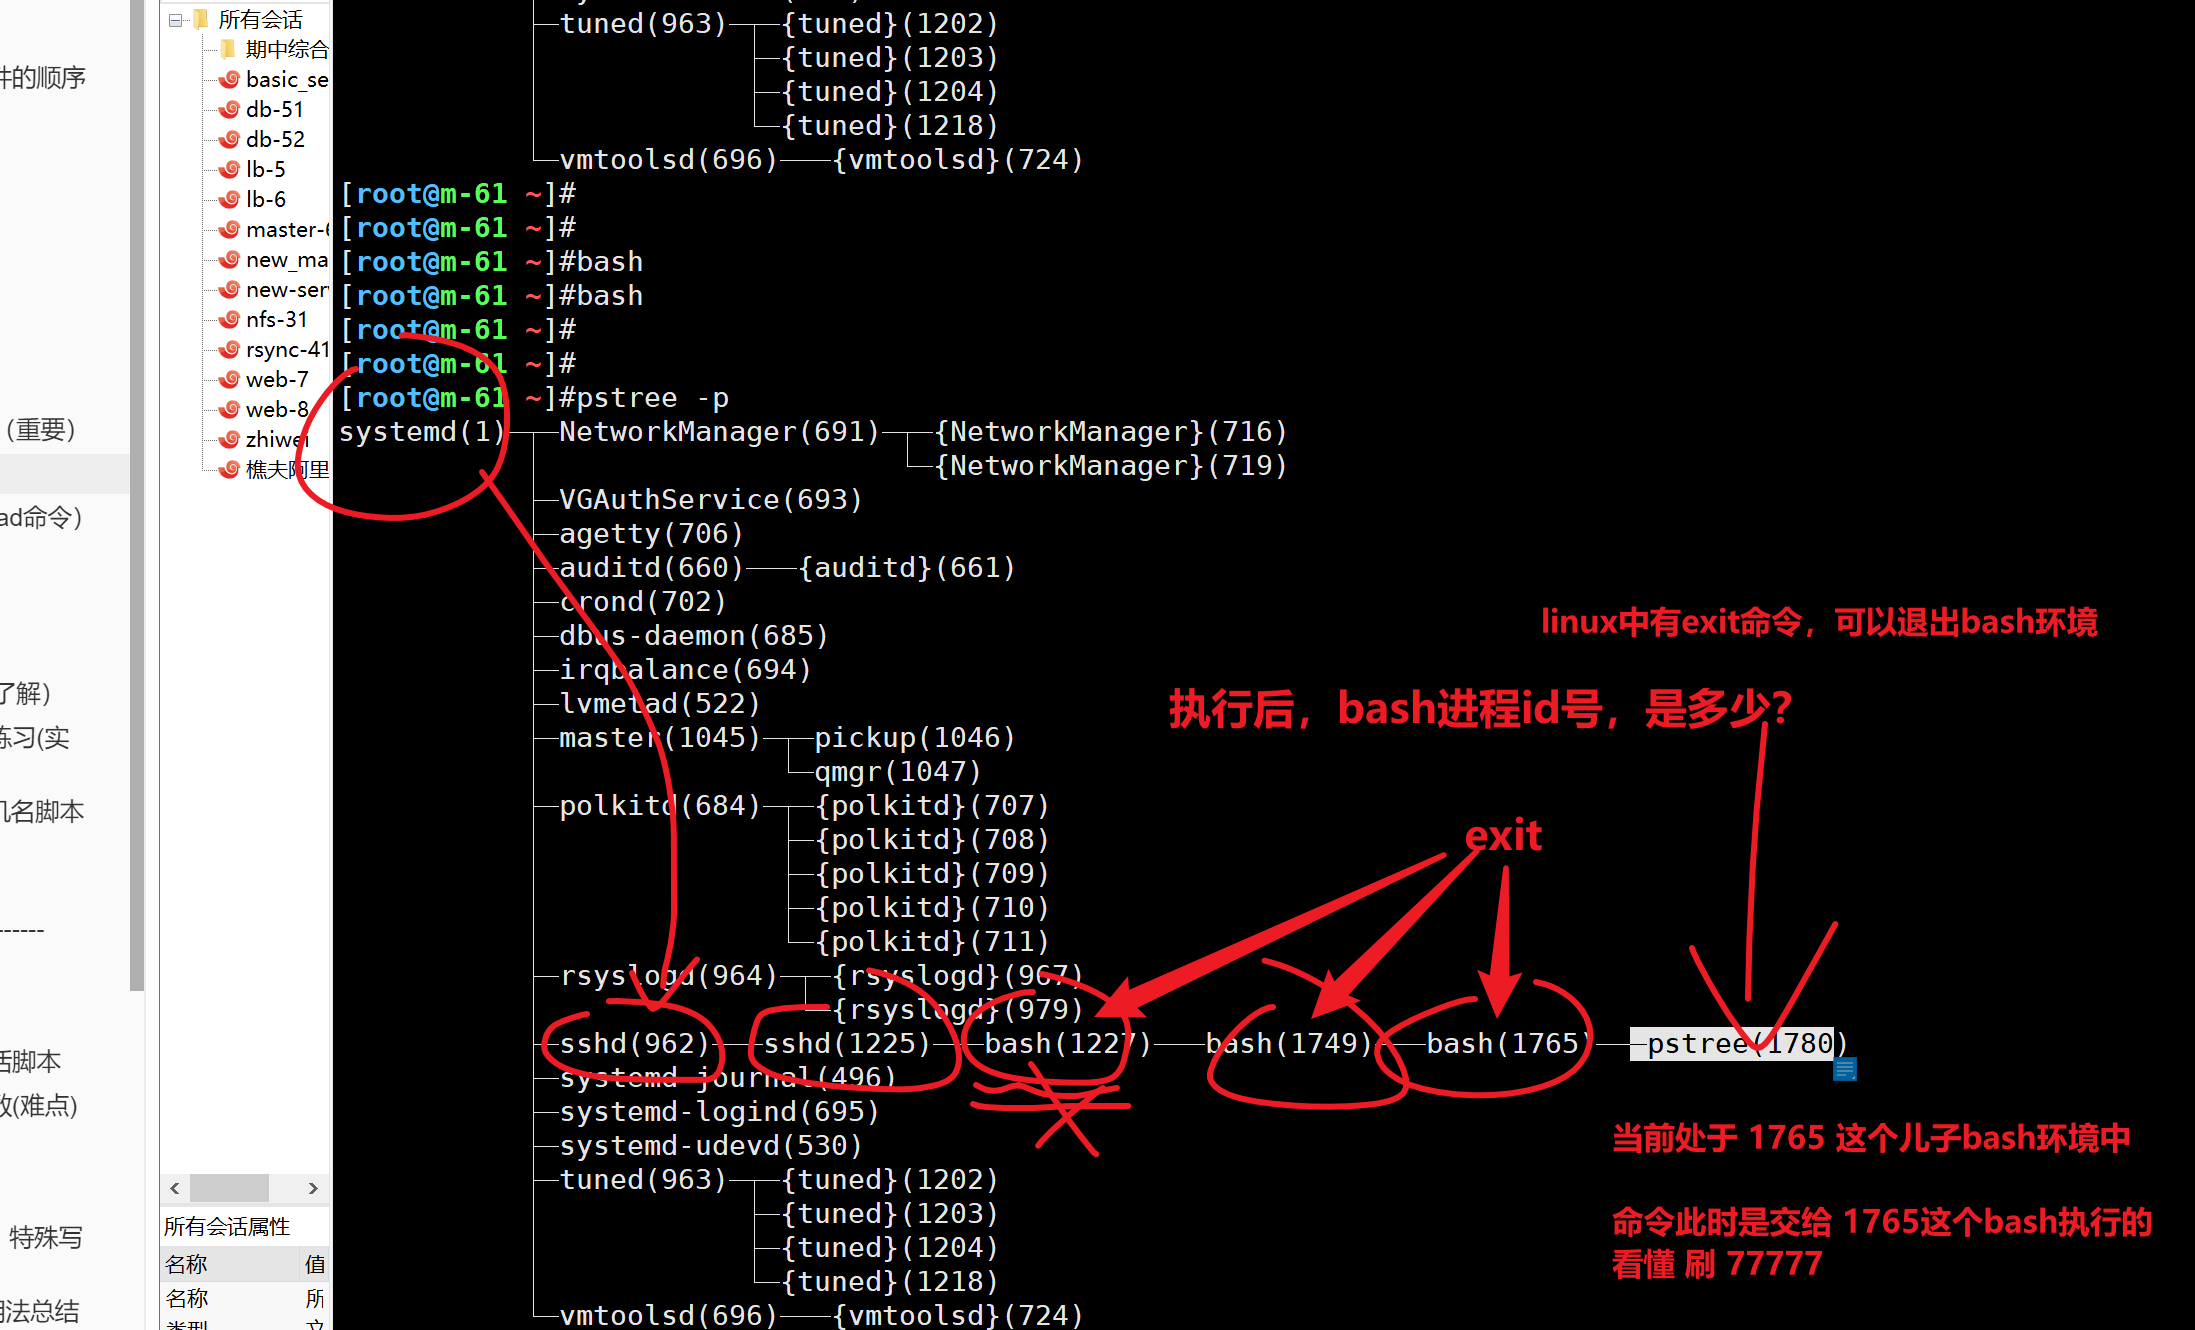 件的顺序
（重要）
ad命令）
了解）
练习(实
机名脚本
------
话脚本
数(难点)
特殊写
用法总结
所有会话
期中综合
basic_se
db-51
db-52
lb-5
lb-6
master-6
new_ma
new-serv
nfs-31
rsync-41
web-7
web-8
zhiwei
樵夫阿里
所有会话属性
名称 值
名称 所
类型 文
tuned(963)───{tuned}(1202)
{tuned}(1203)
{tuned}(1204)
{tuned}(1218)
vmtoolsd(696)───{vmtoolsd}(724)
[root@m-61 ~]#
[root@m-61 ~]#
[root@m-61 ~]#bash
[root@m-61 ~]#bash
[root@m-61 ~]#
[root@m-61 ~]#
[root@m-61 ~]#pstree -p
systemd(1)───NetworkManager(691)───{NetworkManager}(716)
{NetworkManager}(719)
VGAuthService(693)
agetty(706)
auditd(660)───{auditd}(661)
crond(702)
dbus-daemon(685)
irqbalance(694)
lvmetad(522)
master(1045)───pickup(1046)
qmgr(1047)
polkitd(684)───{polkitd}(707)
{polkitd}(708)
{polkitd}(709)
{polkitd}(710)
{polkitd}(711)
rsyslogd(964)───{rsyslogd}(967)
{rsyslogd}(979)
sshd(962)───sshd(1225)───bash(1227)───bash(1749)───bash(1765)───pstree(1780)
systemd-journal(496)
systemd-logind(695)
systemd-udevd(530)
tuned(963)───{tuned}(1202)
{tuned}(1203)
{tuned}(1204)
{tuned}(1218)
vmtoolsd(696)───{vmtoolsd}(724)
linux中有exit命令，可以退出bash环境
执行后，bash进程id号，是多少？
exit
当前处于 1765 这个儿子bash环境中
命令此时是交给 1765这个bash执行的
看懂 刷 77777